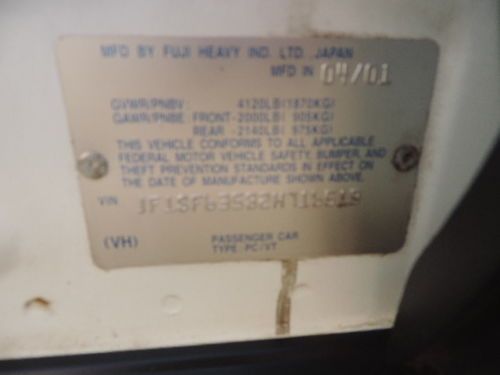 MFD BY FUJI HEAVY IND. LTD. JAPAN
MFD IN 04/01
GVWR/PNBV: 4120LB(1870KG)
GAWR/PNBE: FRONT-2000LB( 905KG)
REAR -2140LB( 975KG)
THIS VEHICLE CONFORMS TO ALL APPLICABLE
FEDERAL MOTOR VEHICLE SAFETY, BUMPER, AND
THEFT PREVENTION STANDARDS IN EFFECT ON
THE DATE OF MANUFACTURE SHOWN ABOVE.
VIN
(VH) PASSENGER CAR
TYPE: PC/VT